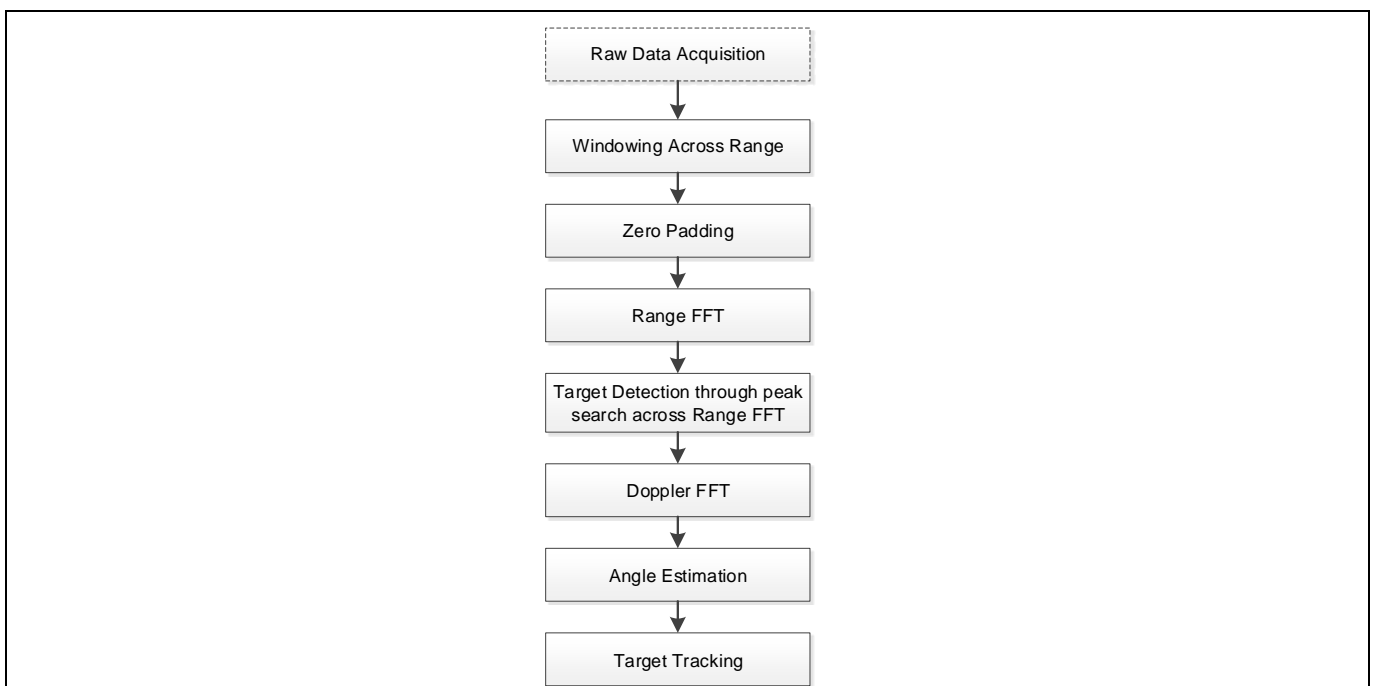 Raw Data Acquisition
Windowing Across Range
Zero Padding
Range FFT
Target Detection through peak
search across Range FFT
Doppler FFT
Angle Estimation
Target Tracking